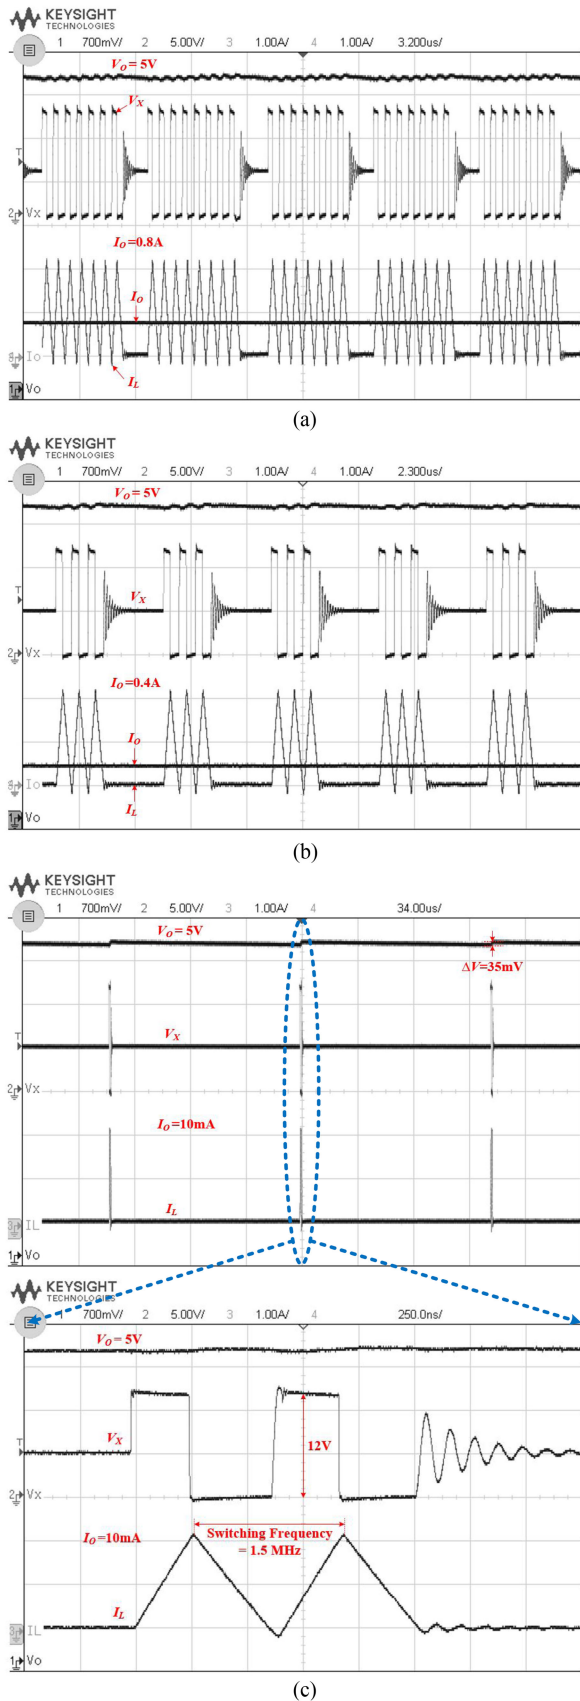 KEYSIGHT
TECHNOLOGIES
1 700mV/ 2 5.00V/ 3 1.00A/ 4 1.00A/ 3.200us/
VO = 5V
VX
T
2 Vx
IO=0.8A
IO
Io
IL
1 Vo
(a)
KEYSIGHT
TECHNOLOGIES
1 700mV/ 2 5.00V/ 3 1.00A/ 4 1.00A/ 2.300us/
VO = 5V
T
VX
2 Vx
IO=0.4A
IO
Io
IL
1 Vo
(b)
KEYSIGHT
TECHNOLOGIES
1 700mV/ 2 5.00V/ 3 1.00A/ 4 34.00us/
VO = 5V
ΔV=35mV
T
VX
2 Vx
IO=10mA
IL
3 IL
1 Vo
KEYSIGHT
TECHNOLOGIES
1 700mV/ 2 5.00V/ 3 1.00A/ 4 250.0ns/
VO = 5V
T
VX
12V
2 Vx
IO=10mA
Switching Frequency
= 1.5 MHz
IL
3 IL
1 Vo
(c)